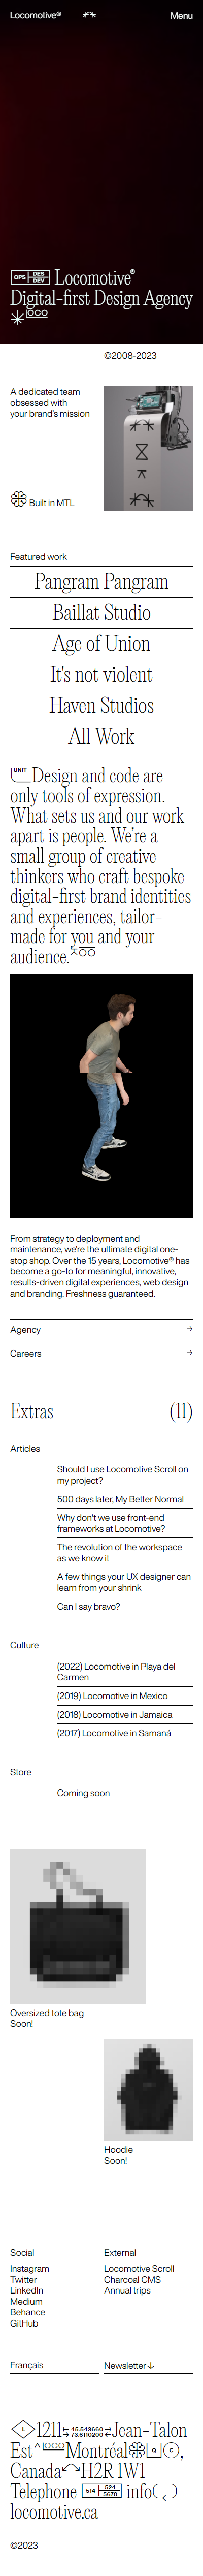 Locomotive®
Menu
OPS DES DEV Locomotive®
Digital-first Design Agency
LOCO
©2008-2023
A dedicated team
obsessed with
your brand's mission
Built in MTL
Featured work
Pangram Pangram
Baillat Studio
Age of Union
It's not violent
Haven Studios
All Work
UNIT Design and code are
only tools of expression.
What sets us and our work
apart is people. We're a
small group of creative
thinkers who craft bespoke
digital-first brand identities
and experiences, tailor-
made for you and your
audience.
From strategy to deployment and
maintenance, we're the ultimate digital one-
stop shop. Over the 15 years, Locomotive® has
become a go-to for meaningful, innovative,
results-driven digital experiences, web design
and branding. Freshness guaranteed.
Agency →
Careers →
Extras (11)
Articles
Should I use Locomotive Scroll on
my project?
500 days later, My Better Normal
Why don't we use front-end
frameworks at Locomotive?
The revolution of the workspace
as we know it
A few things your UX designer can
learn from your shrink
Can I say bravo?
Culture
(2022) Locomotive in Playa del
Carmen
(2019) Locomotive in Mexico
(2018) Locomotive in Jamaica
(2017) Locomotive in Samaná
Store
Coming soon
Oversized tote bag
Soon!
Hoodie
Soon!
Social
Instagram
Twitter
LinkedIn
Medium
Behance
GitHub
External
Locomotive Scroll
Charcoal CMS
Annual trips
Français
Newsletter ↓
L 1211 ← 45.543660 → → 73.6110200 ← Jean-Talon
Est LOCO Montréal Q C,
Canada H2R 1W1
Telephone 514 524 5678 info
locomotive.ca
©2023